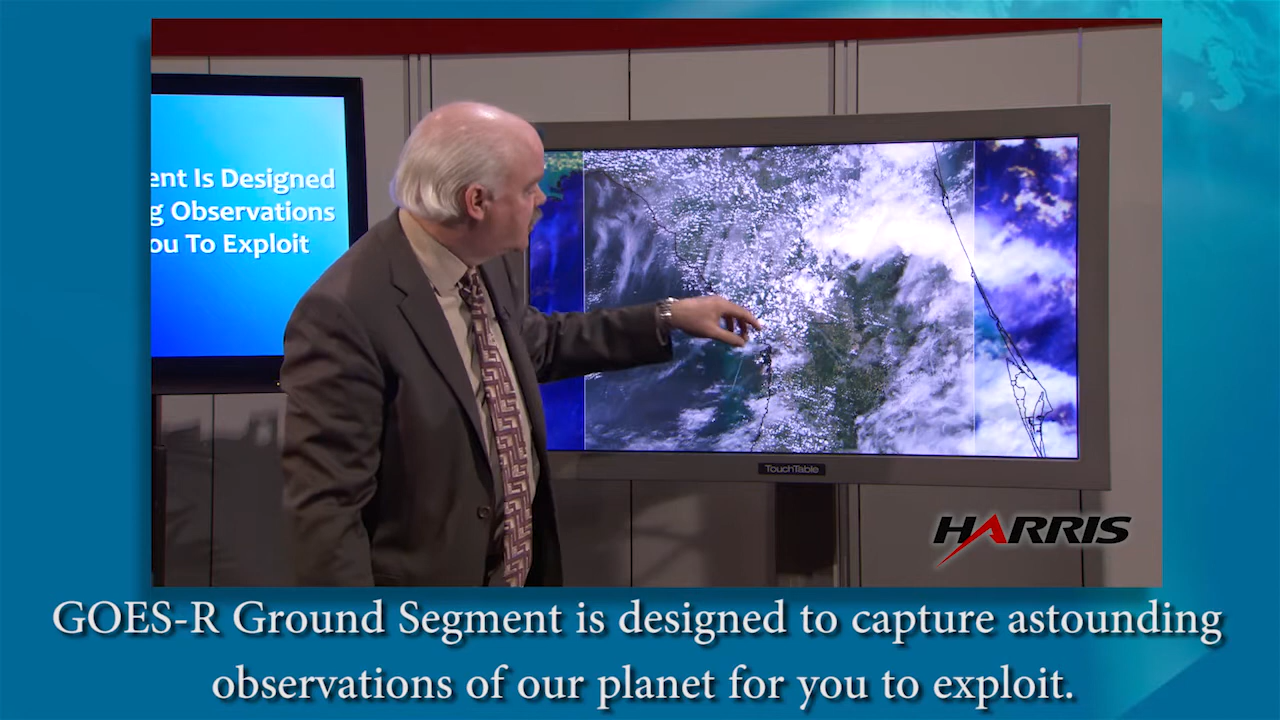 ent Is Designed
g Observations
ou To Exploit
TouchTable
HARRIS
GOES-R Ground Segment is designed to capture astounding
observations of our planet for you to exploit.